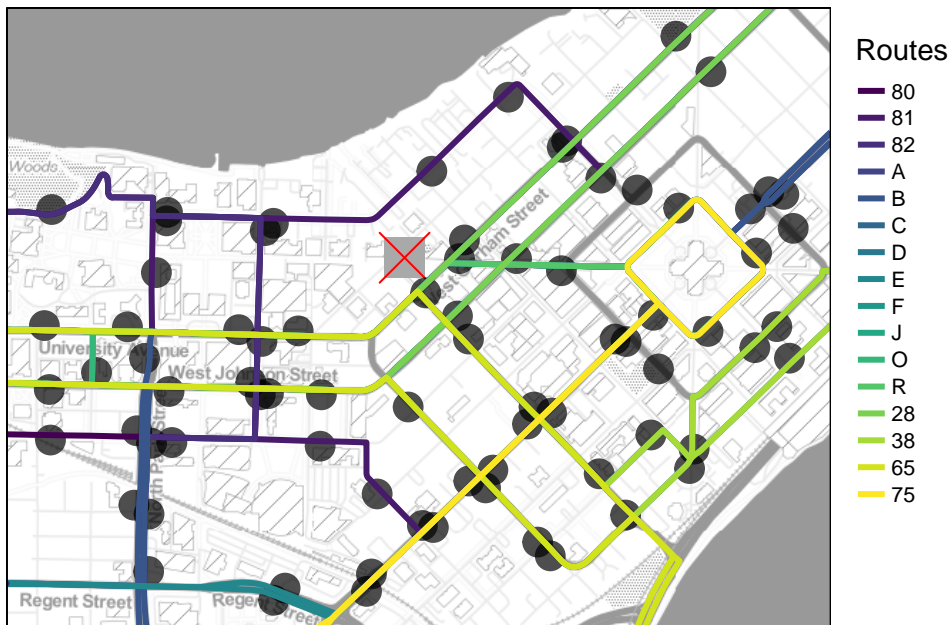 Routes
80
81
82
A
B
C
D
E
F
J
O
R
28
38
65
75
Woods
University Avenue
West Johnson Street
Regent Street
Regent Street